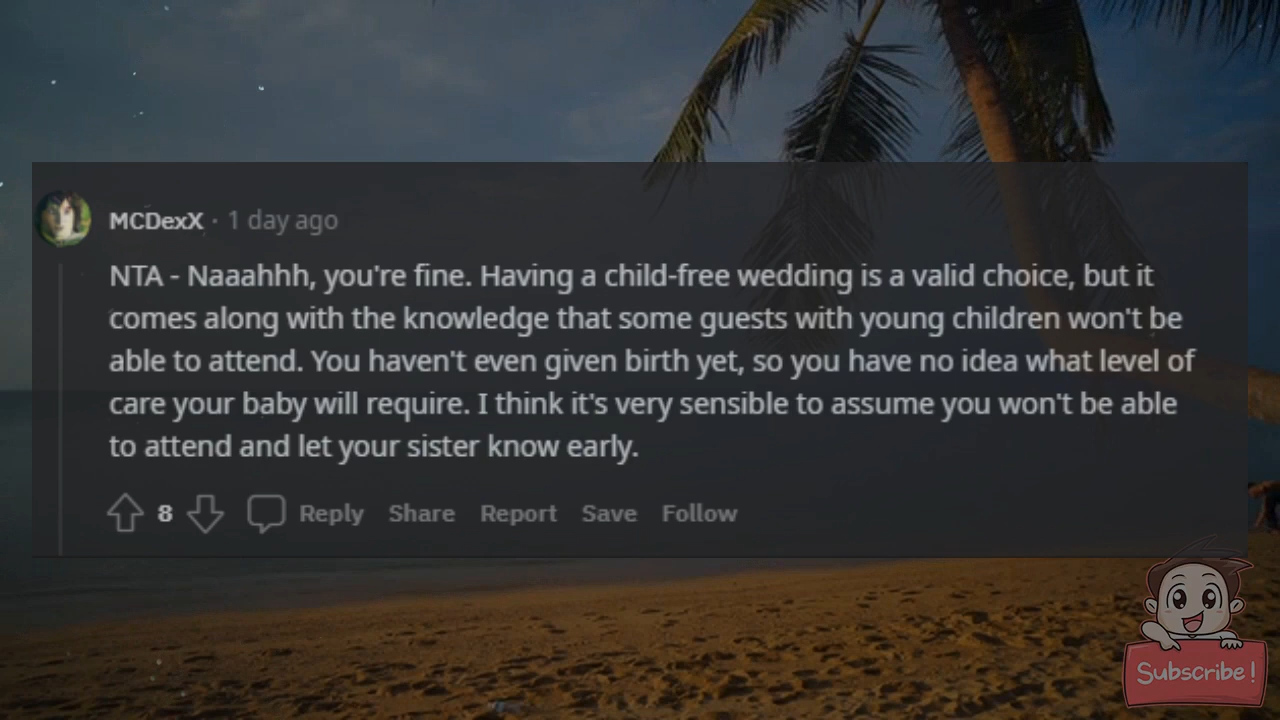 MCDexX · 1 day ago
NTA - Naaahhh, you're fine. Having a child-free wedding is a valid choice, but it
comes along with the knowledge that some guests with young children won't be
able to attend. You haven't even given birth yet, so you have no idea what level of
care your baby will require. I think it's very sensible to assume you won't be able
to attend and let your sister know early.
8 Reply Share Report Save Follow
Subscribe!